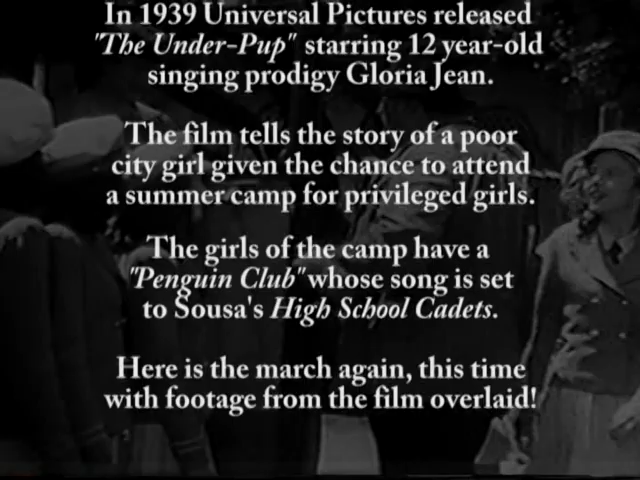 In 1939 Universal Pictures released
"The Under-Pup" starring 12 year-old
singing prodigy Gloria Jean.
The film tells the story of a poor
city girl given the chance to attend
a summer camp for privileged girls.
The girls of the camp have a
"Penguin Club" whose song is set
to Sousa's High School Cadets.
Here is the march again, this time
with footage from the film overlaid!